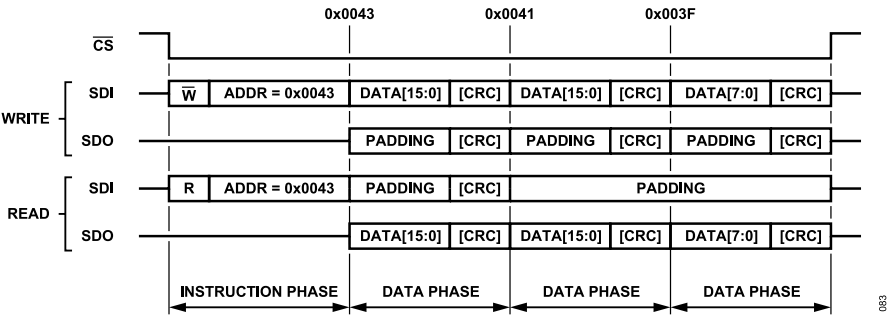 0x0043 0x0041 0x003F
CS
SDI W ADDR = 0x0043 DATA[15:0] [CRC] DATA[15:0] [CRC] DATA[7:0] [CRC]
WRITE
SDO PADDING [CRC] PADDING [CRC] PADDING [CRC]
SDI R ADDR = 0x0043 PADDING [CRC] PADDING
READ
SDO DATA[15:0] [CRC] DATA[15:0] [CRC] DATA[7:0] [CRC]
INSTRUCTION PHASE DATA PHASE DATA PHASE DATA PHASE
083